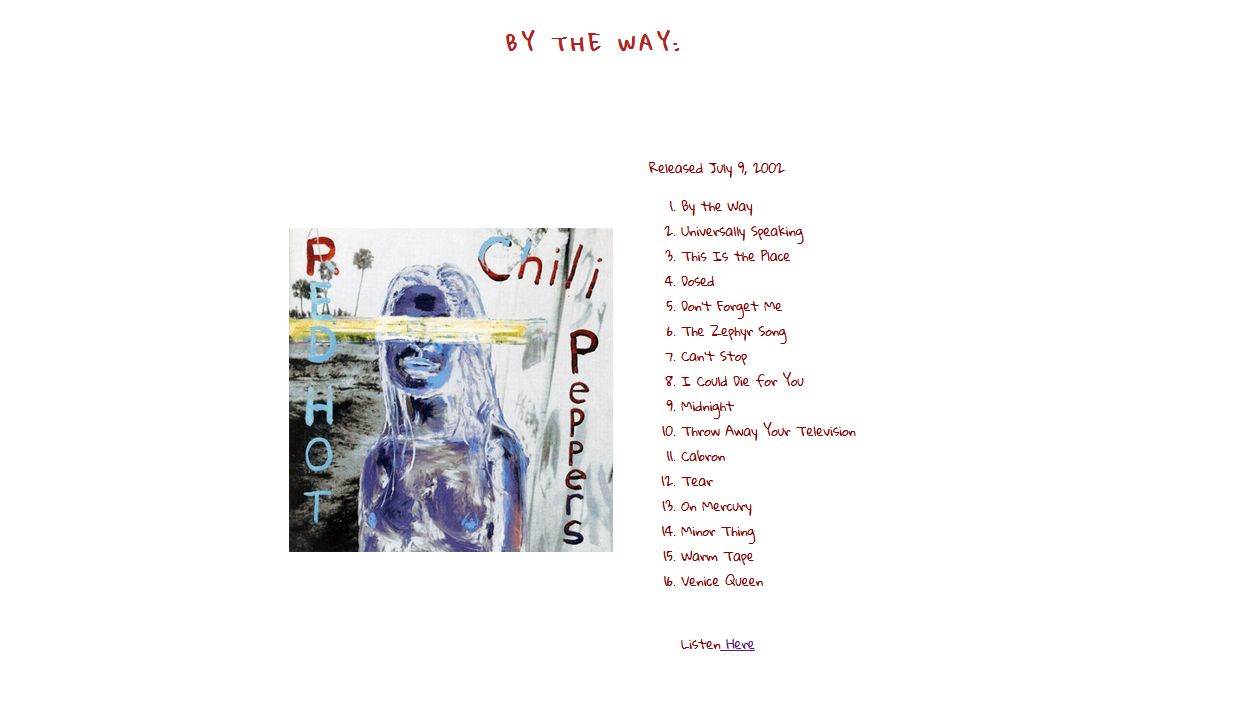 BY THE WAY:
Released July 9, 2002
1. By the Way
2. Universally Speaking
3. This Is the Place
4. Dosed
5. Don't Forget Me
6. The Zephyr Song
7. Can't Stop
8. I Could Die for You
9. Midnight
10. Throw Away Your Television
11. Cabron
12. Tear
13. On Mercury
14. Minor Thing
15. Warm Tape
16. Venice Queen
Listen Here
RED HOT
Chili
Peppers